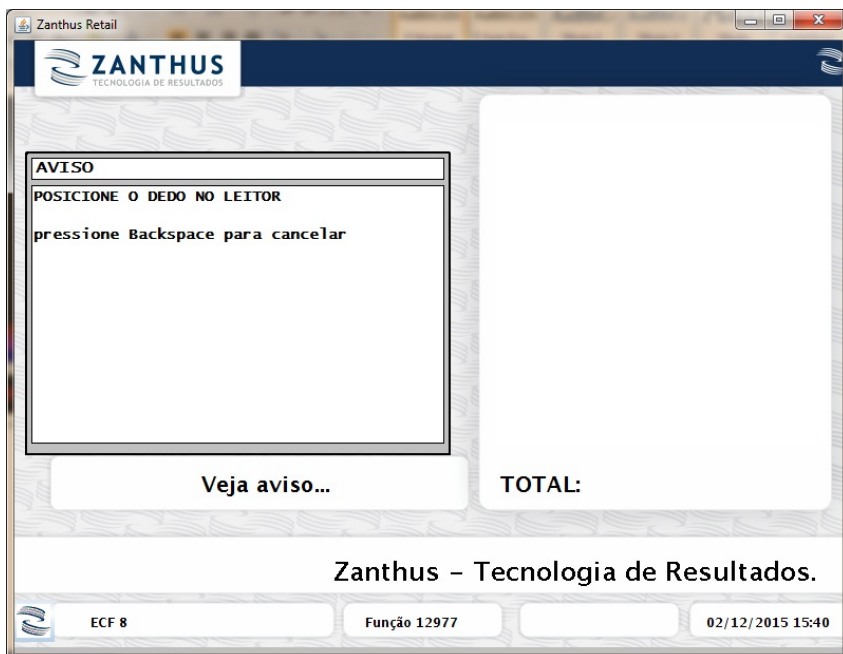 Zanthus Retail
ZANTHUS
TECNOLOGIA DE RESULTADOS
AVISO
POSICIONE O DEDO NO LEITOR
pressione Backspace para cancelar
Veja aviso...
TOTAL:
Zanthus – Tecnologia de Resultados.
ECF 8
Função 12977
02/12/2015 15:40